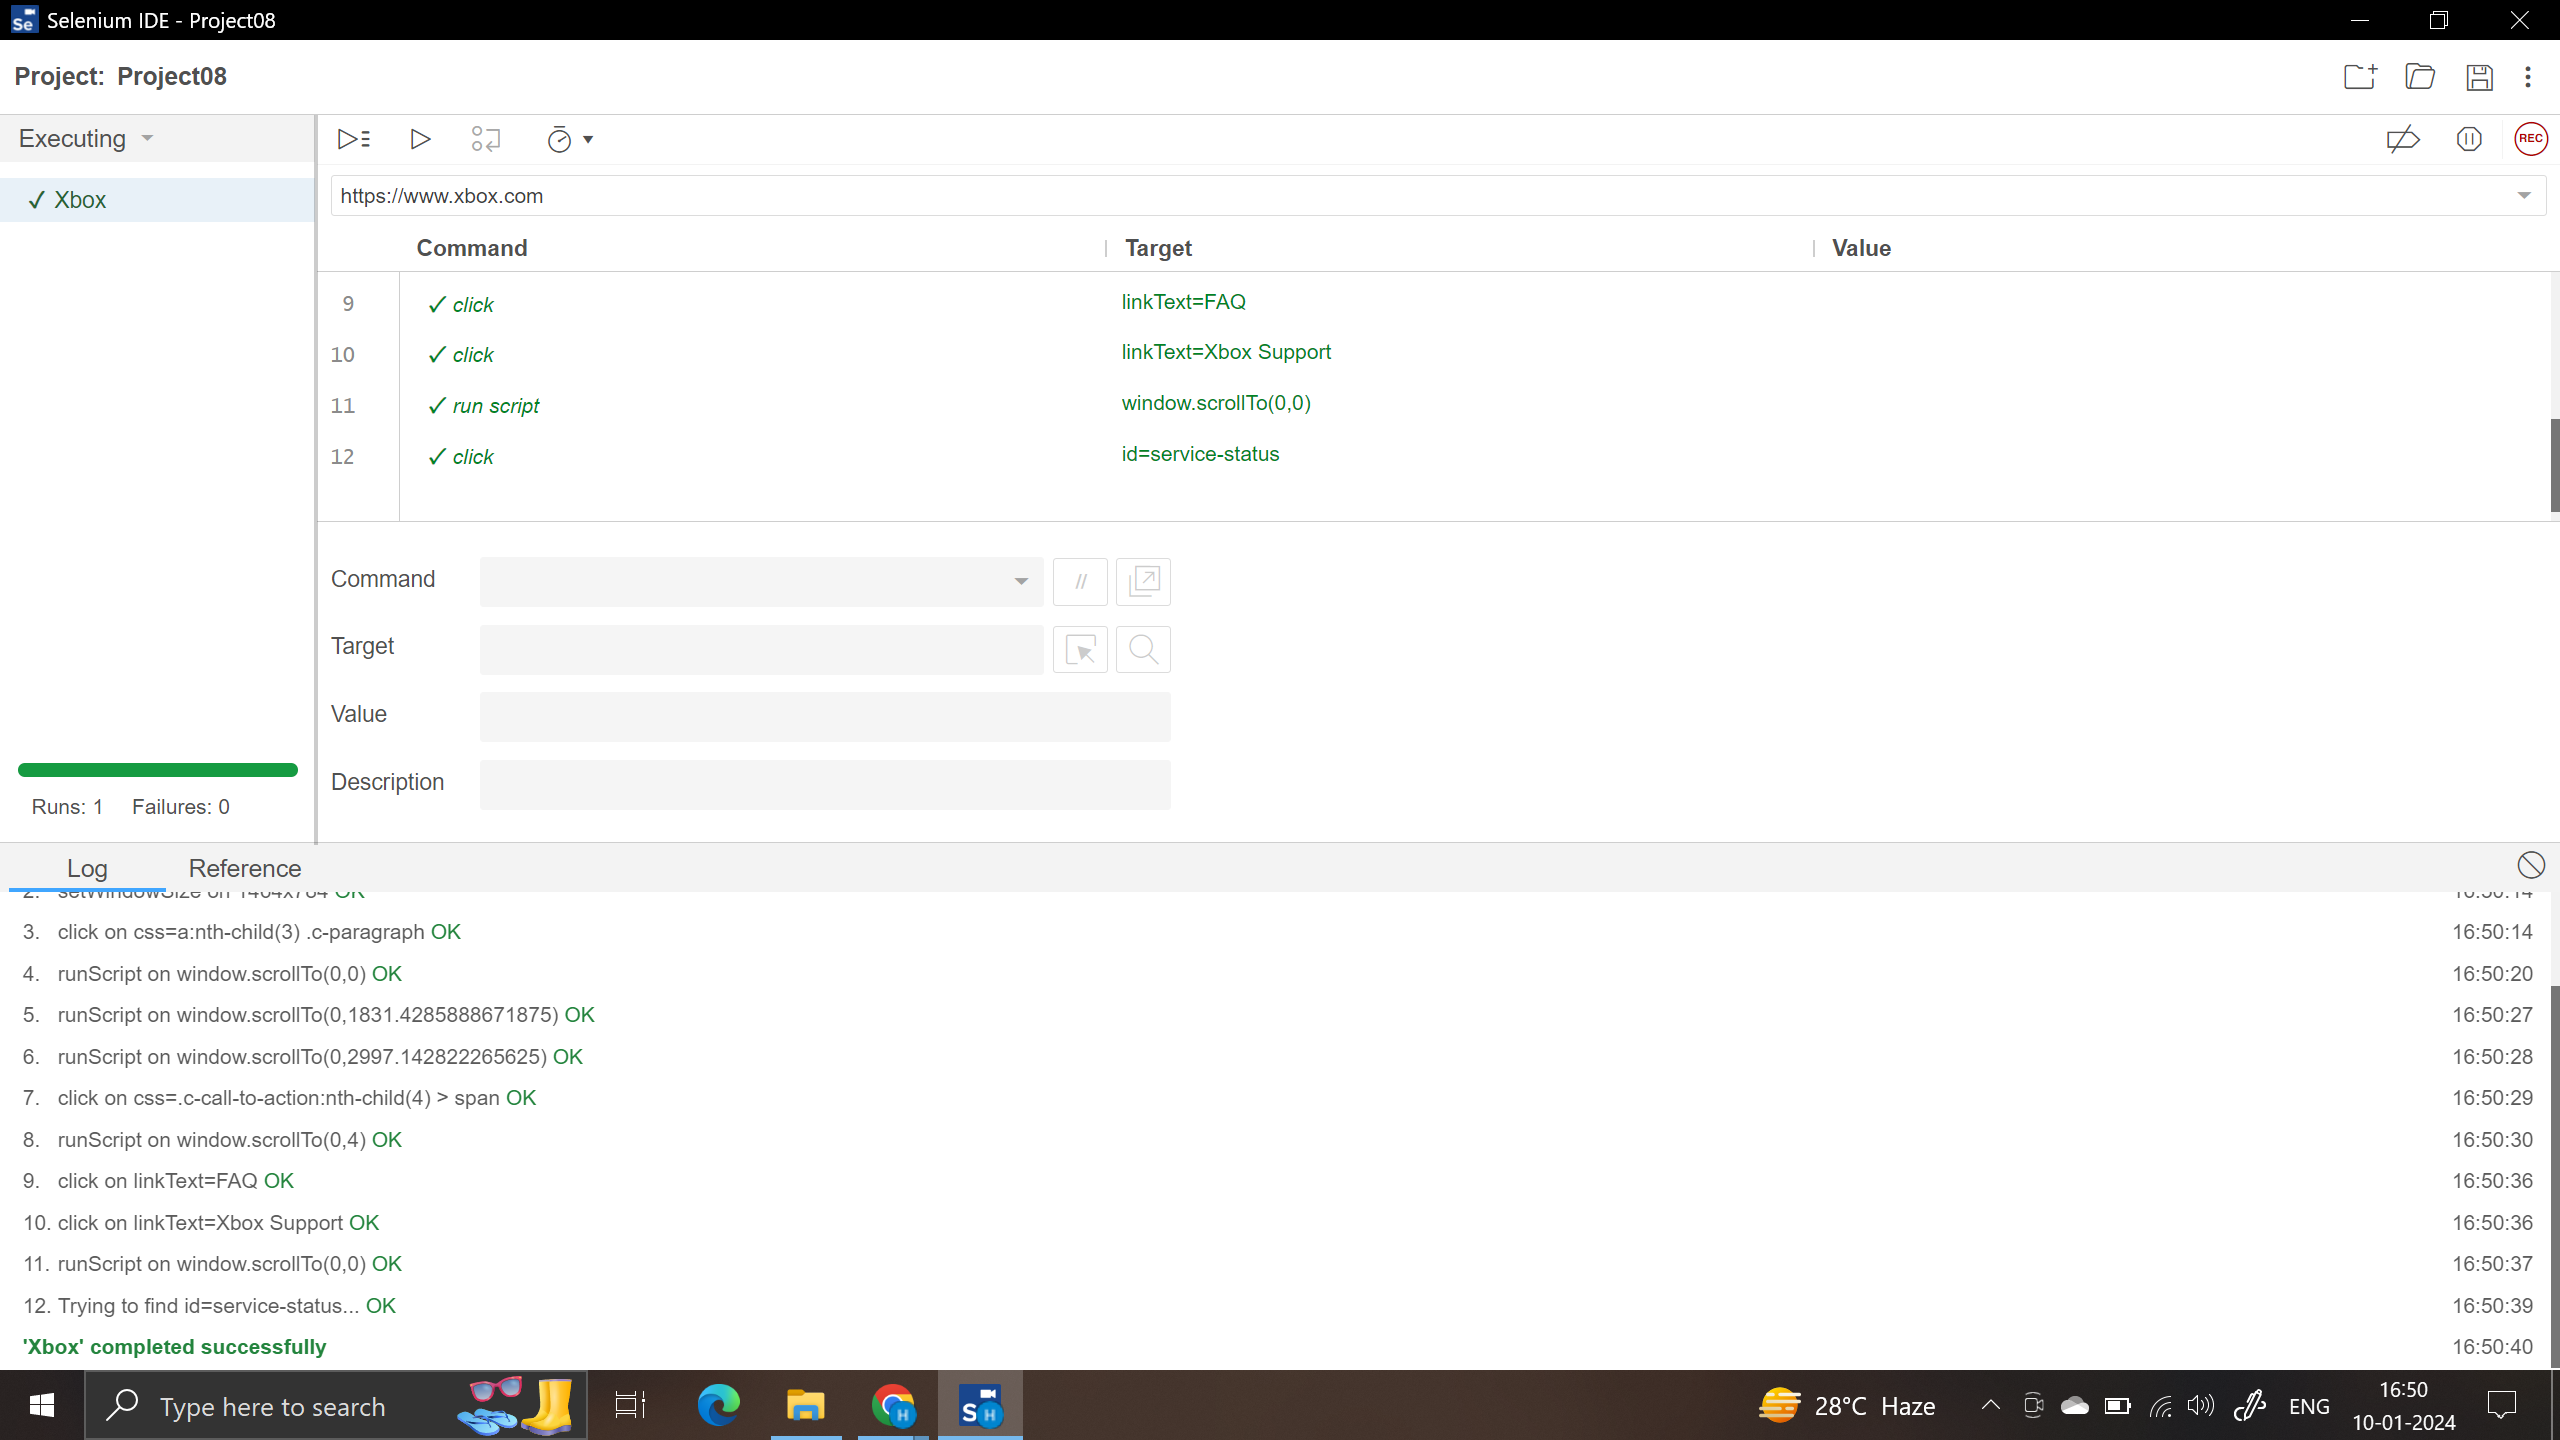 Selenium IDE - Project08
Project: Project08
Executing
✓ Xbox
Runs: 1 Failures: 0
REC
https://www.xbox.com
Command Target Value
9 ✓ click linkText=FAQ
10 ✓ click linkText=Xbox Support
11 ✓ run script window.scrollTo(0,0)
12 ✓ click id=service-status
Command //
Target
Value
Description
Log Reference
2. setWindowSize on 1464x784 OK 16:50:14
3. click on css=a:nth-child(3) .c-paragraph OK 16:50:14
4. runScript on window.scrollTo(0,0) OK 16:50:20
5. runScript on window.scrollTo(0,1831.4285888671875) OK 16:50:27
6. runScript on window.scrollTo(0,2997.142822265625) OK 16:50:28
7. click on css=.c-call-to-action:nth-child(4) > span OK 16:50:29
8. runScript on window.scrollTo(0,4) OK 16:50:30
9. click on linkText=FAQ OK 16:50:36
10. click on linkText=Xbox Support OK 16:50:36
11. runScript on window.scrollTo(0,0) OK 16:50:37
12. Trying to find id=service-status... OK 16:50:39
'Xbox' completed successfully 16:50:40
Type here to search
28°C Haze
ENG
16:50
10-01-2024